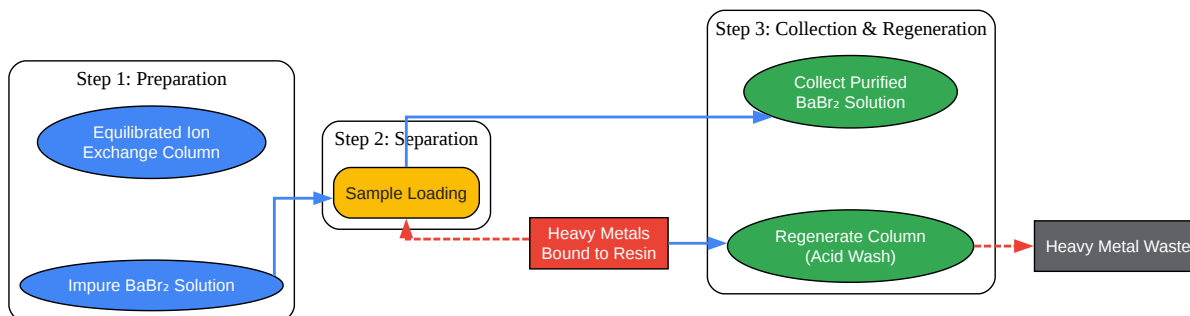 Step 1: Preparation
Equilibrated Ion
Exchange Column
Impure BaBr₂ Solution
Step 2: Separation
Sample Loading
Heavy Metals
Bound to Resin
Step 3: Collection & Regeneration
Collect Purified
BaBr₂ Solution
Regenerate Column
(Acid Wash)
Heavy Metal Waste